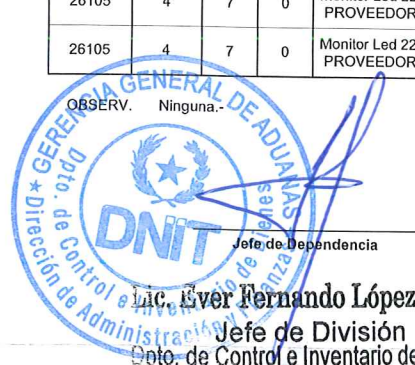 26105 4 7 0
PROVEEDOR
26105 4 7 0 Monitor Led 22
PROVEEDOR
OBSERV. Ninguna.-
GERENCIA GENERAL DE ADUANAS
Dpto. de Control e Inventario de Bienes
DNIT
* Dirección de Administración y Finanzas
Jefe de Dependencia
Lic. Ever Fernando López
Jefe de División
Dpto. de Control e Inventario de